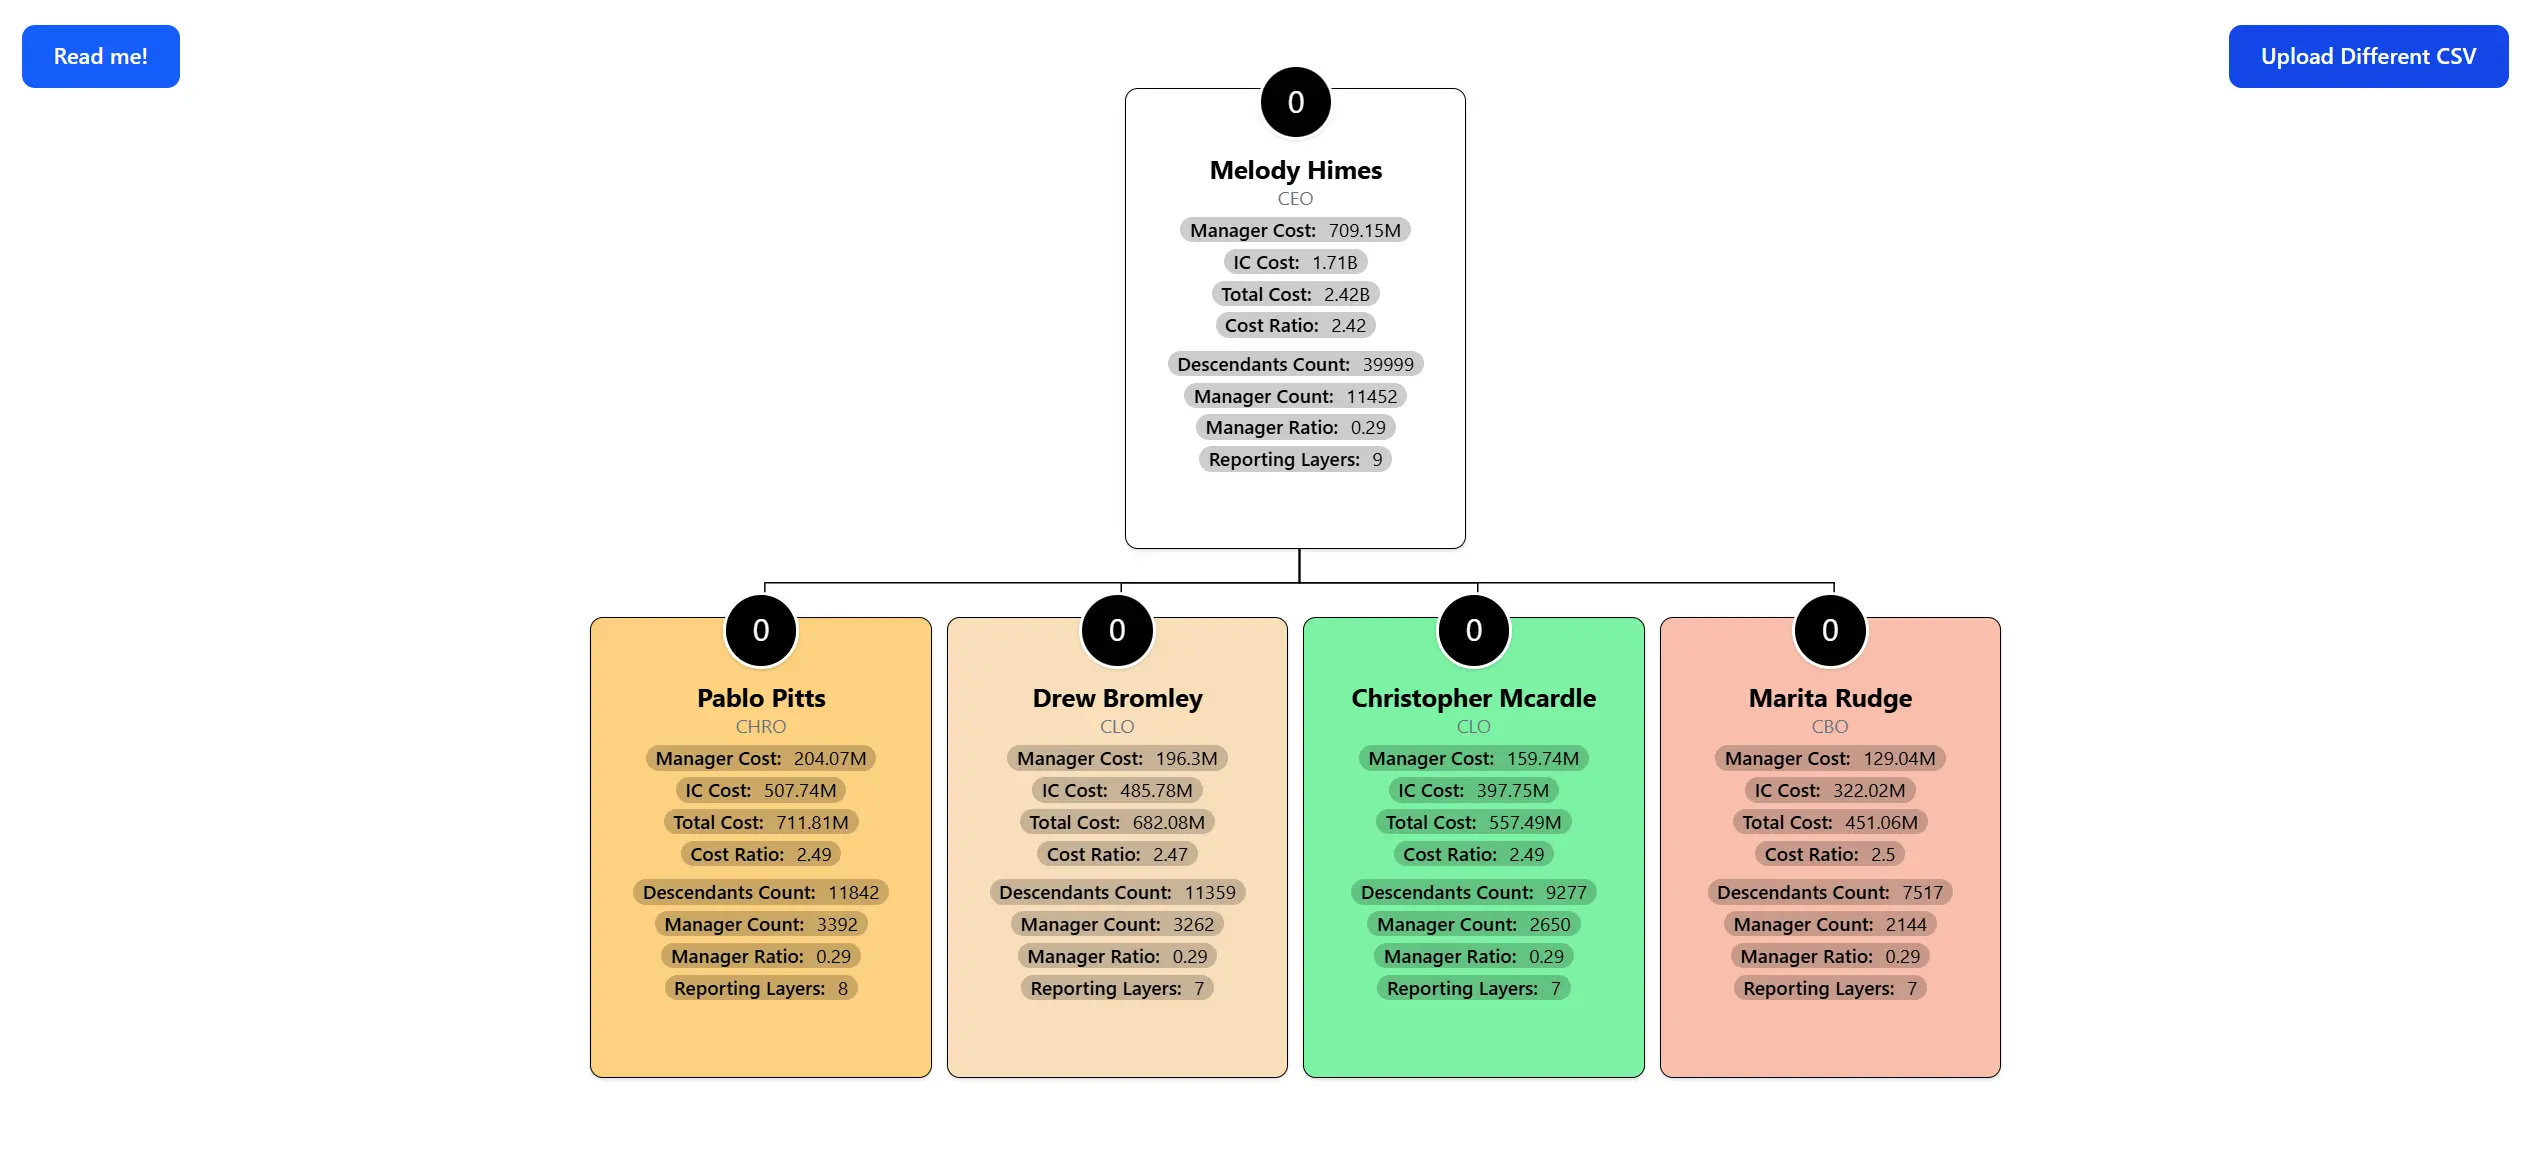 Read me!
Upload Different CSV
0
Melody Himes
CEO
Manager Cost: 709.15M
IC Cost: 1.71B
Total Cost: 2.42B
Cost Ratio: 2.42
Descendants Count: 39999
Manager Count: 11452
Manager Ratio: 0.29
Reporting Layers: 9
0
Pablo Pitts
CHRO
Manager Cost: 204.07M
IC Cost: 507.74M
Total Cost: 711.81M
Cost Ratio: 2.49
Descendants Count: 11842
Manager Count: 3392
Manager Ratio: 0.29
Reporting Layers: 8
0
Drew Bromley
CLO
Manager Cost: 196.3M
IC Cost: 485.78M
Total Cost: 682.08M
Cost Ratio: 2.47
Descendants Count: 11359
Manager Count: 3262
Manager Ratio: 0.29
Reporting Layers: 7
0
Christopher Mcardle
CLO
Manager Cost: 159.74M
IC Cost: 397.75M
Total Cost: 557.49M
Cost Ratio: 2.49
Descendants Count: 9277
Manager Count: 2650
Manager Ratio: 0.29
Reporting Layers: 7
0
Marita Rudge
CBO
Manager Cost: 129.04M
IC Cost: 322.02M
Total Cost: 451.06M
Cost Ratio: 2.5
Descendants Count: 7517
Manager Count: 2144
Manager Ratio: 0.29
Reporting Layers: 7